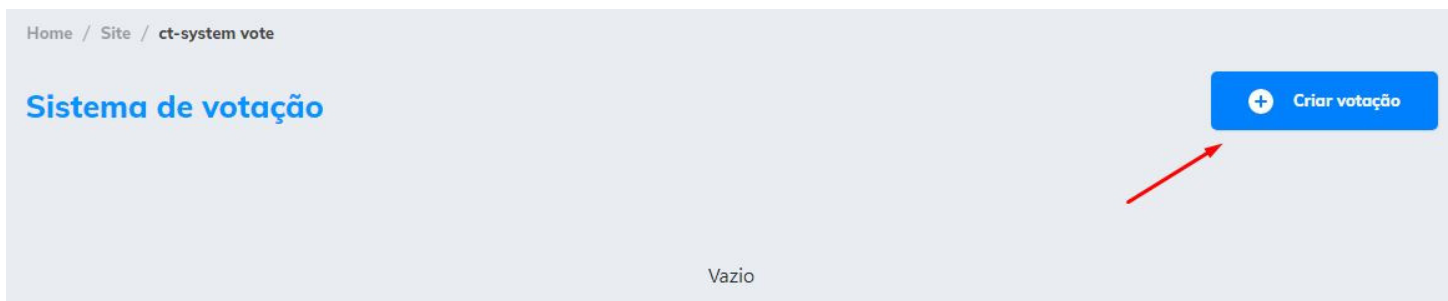 Home / Site / ct-system vote
Sistema de votação
Criar votação
Vazio